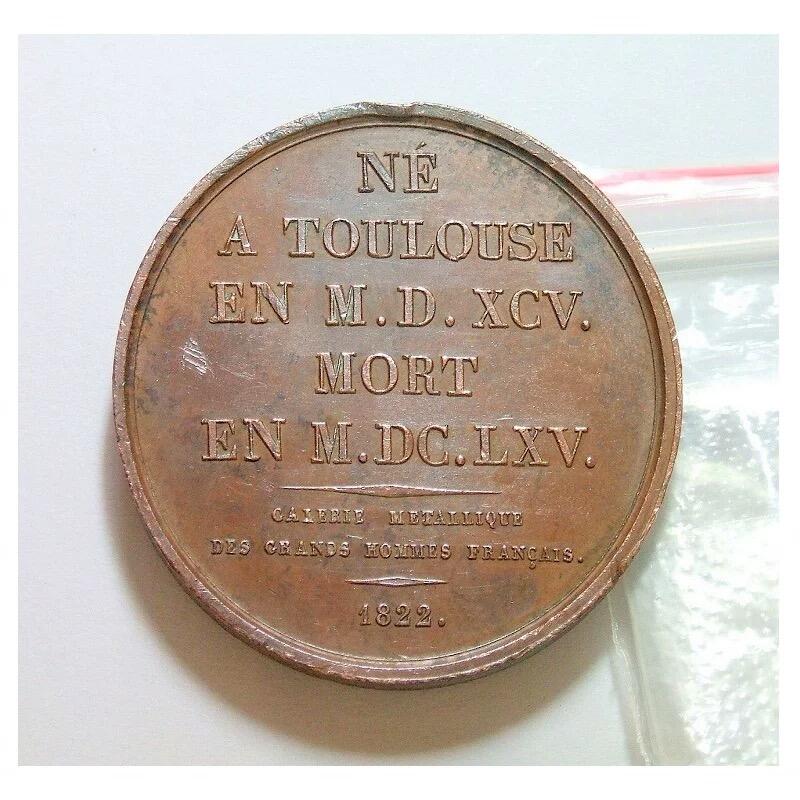 NÉ
A TOULOUSE
EN M.D.XCV.
MORT
EN M.DC.LXV.
GALERIE METALLIQUE
DES GRANDS HOMMES FRANÇAIS.
1822.